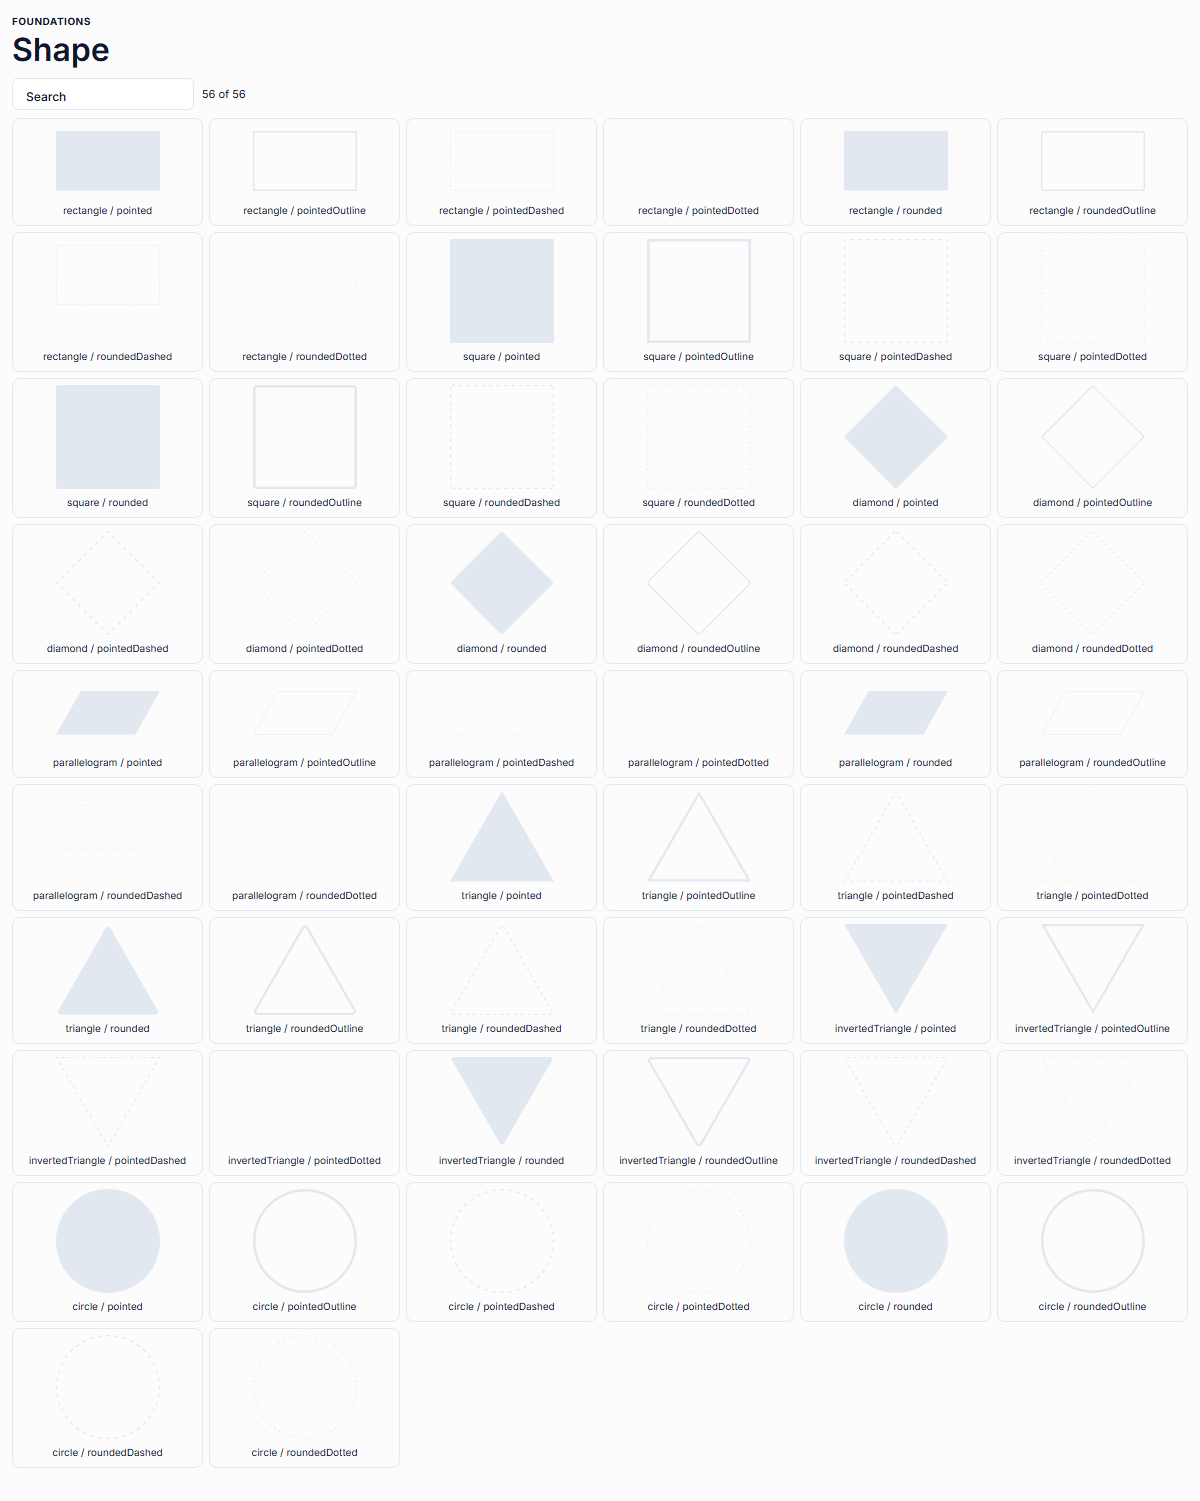 FOUNDATIONS
Shape
Search
56 of 56
rectangle / pointed
rectangle / pointedOutline
rectangle / pointedDashed
rectangle / pointedDotted
rectangle / rounded
rectangle / roundedOutline
rectangle / roundedDashed
rectangle / roundedDotted
square / pointed
square / pointedOutline
square / pointedDashed
square / pointedDotted
square / rounded
square / roundedOutline
square / roundedDashed
square / roundedDotted
diamond / pointed
diamond / pointedOutline
diamond / pointedDashed
diamond / pointedDotted
diamond / rounded
diamond / roundedOutline
diamond / roundedDashed
diamond / roundedDotted
parallelogram / pointed
parallelogram / pointedOutline
parallelogram / pointedDashed
parallelogram / pointedDotted
parallelogram / rounded
parallelogram / roundedOutline
parallelogram / roundedDashed
parallelogram / roundedDotted
triangle / pointed
triangle / pointedOutline
triangle / pointedDashed
triangle / pointedDotted
triangle / rounded
triangle / roundedOutline
triangle / roundedDashed
triangle / roundedDotted
invertedTriangle / pointed
invertedTriangle / pointedOutline
invertedTriangle / pointedDashed
invertedTriangle / pointedDotted
invertedTriangle / rounded
invertedTriangle / roundedOutline
invertedTriangle / roundedDashed
invertedTriangle / roundedDotted
circle / pointed
circle / pointedOutline
circle / pointedDashed
circle / pointedDotted
circle / rounded
circle / roundedOutline
circle / roundedDashed
circle / roundedDotted